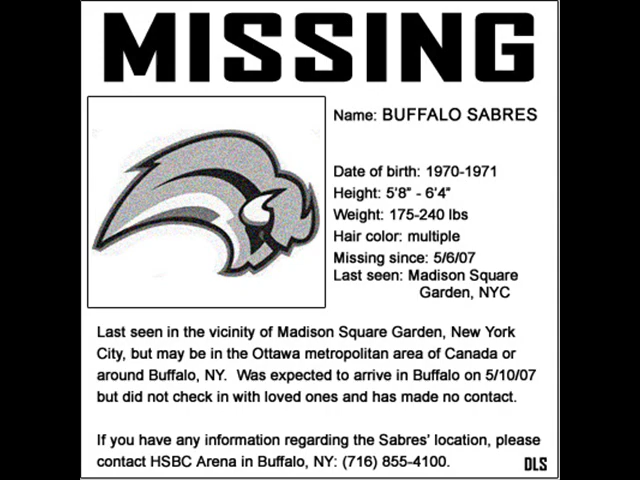 MISSING
Name: BUFFALO SABRES
Date of birth: 1970-1971
Height: 5'8" - 6'4"
Weight: 175-240 lbs
Hair color: multiple
Missing since: 5/6/07
Last seen: Madison Square
Garden, NYC
Last seen in the vicinity of Madison Square Garden, New York
City, but may be in the Ottawa metropolitan area of Canada or
around Buffalo, NY.  Was expected to arrive in Buffalo on 5/10/07
but did not check in with loved ones and has made no contact.
If you have any information regarding the Sabres' location, please
contact HSBC Arena in Buffalo, NY: (716) 855-4100.
DLS